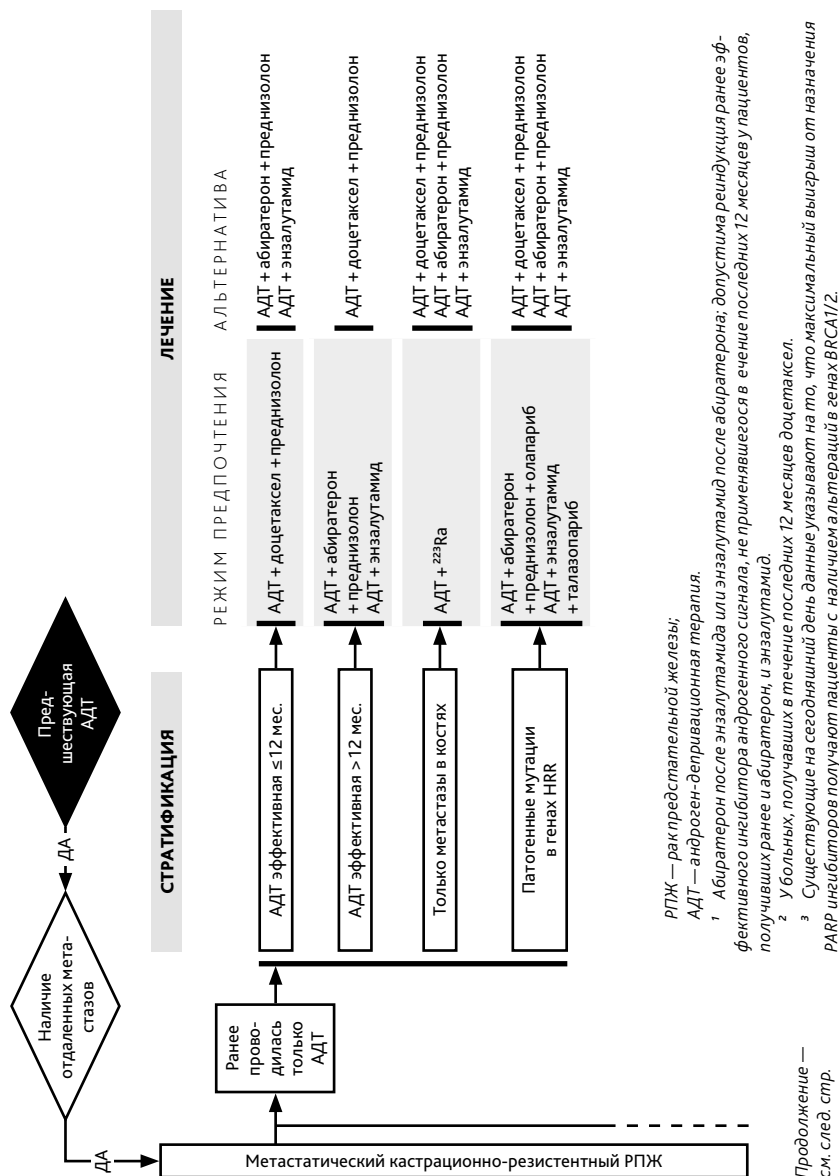 Пред-
шествующая
АДТ
ДА
Наличие
отдаленных мета-
стазов
ДА
Метастатический кастрационно-резистентный РПЖ
Ранее
прово-
дилась
только
АДТ
СТРАТИФИКАЦИЯ
ЛЕЧЕНИЕ
РЕЖИМ ПРЕДПОЧТЕНИЯ
АЛЬТЕРНАТИВА
АДТ эффективная ≤ 12 мес.
АДТ + доцетаксел + преднизолон
АДТ + абиратерон + преднизолон
АДТ + энзалутамид
АДТ эффективная > 12 мес.
АДТ + абиратерон
+ преднизолон
АДТ + энзалутамид
АДТ + доцетаксел + преднизолон
Только метастазы в костях
АДТ + ²²³Ra
АДТ + доцетаксел + преднизолон
АДТ + абиратерон + преднизолон
АДТ + энзалутамид
Патогенные мутации
в генах HRR
АДТ + абиратерон
+ преднизолон + олапариб
АДТ + энзалутамид
+ талазопариб
АДТ + доцетаксел + преднизолон
АДТ + абиратерон + преднизолон
АДТ + энзалутамид
РПЖ — рак предстательной железы;
АДТ — андроген-депривационная терапия.
¹ Абиратерон после энзалутамида или энзалутамид после абиратерона; допустима реиндукция ранее эф-
фективного ингибитора андрогенного сигнала, не применявшегося в ечение последних 12 месяцев у пациентов,
получивших ранее и абиратерон, и энзалутамид.
² У больных, получавших в течение последних 12 месяцев доцетаксел.
³ Существующие на сегодняшний день данные указывают на то, что максимальный выигрыш от назначения
PARP ингибиторов получают пациенты с наличием альтераций в генах BRCA1/2.
Продолжение —
см. след. стр.